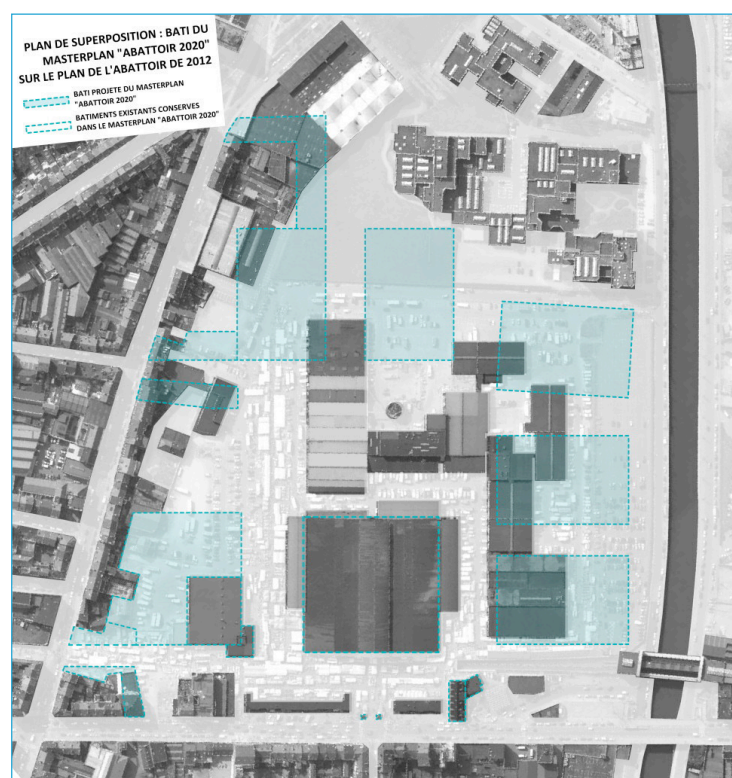 PLAN DE SUPERPOSITION : BATI DU
MASTERPLAN "ABATTOIR 2020"
SUR LE PLAN DE L'ABATTOIR DE 2012
BATI PROJETE DU MASTERPLAN
"ABATTOIR 2020"
BATIMENTS EXISTANTS CONSERVES
DANS LE MASTERPLAN "ABATTOIR 2020"